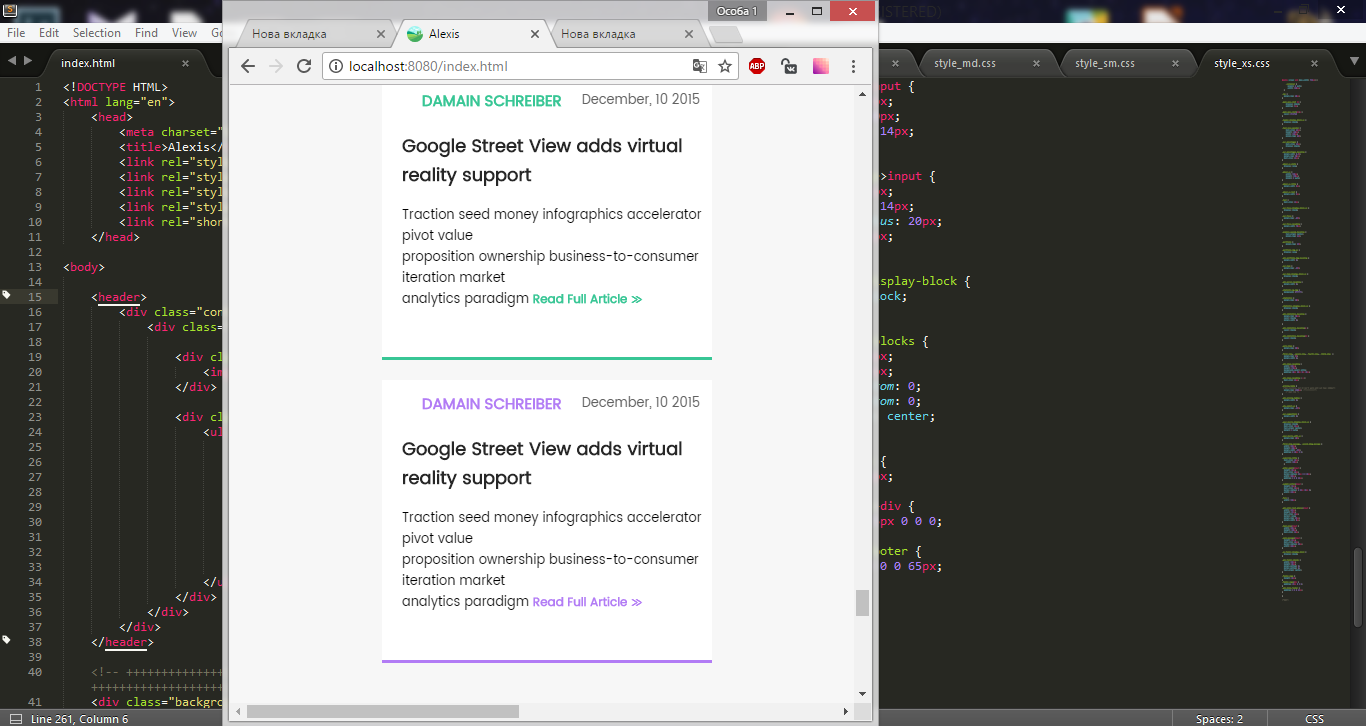 Особа 1
ISTERED)
File Edit Selection Find View Go
Нова вкладка
Alexis
Нова вкладка
index.html
style_md.css
style_sm.css
style_xs.css
localhost:8080/index.html
ABP
1 <!DOCTYPE HTML>
2 <html lang="en">
3 <head>
4 <meta charset="
5 <title>Alexis</
6 <link rel="styl
7 <link rel="styl
8 <link rel="styl
9 <link rel="styl
10 <link rel="shor
11 </head>
12
13 <body>
14
15 <header>
16 <div class="con
17 <div class=
18
19 <div cl
20 <im
21 </div>
22
23 <div cl
24 <ul
25
26
27
28
29
30
31
32
33
34 </u
35 </div>
36 </div>
37 </div>
38 </header>
39
40 <!-- ++++++++++++++
+++++++++++++++++++
41 <div class="backgro
DAMAIN SCHREIBER
December, 10 2015
Google Street View adds virtual
reality support
Traction seed money infographics accelerator
pivot value
proposition ownership business-to-consumer
iteration market
analytics paradigm Read Full Article ≫
DAMAIN SCHREIBER
December, 10 2015
Google Street View adds virtual
reality support
Traction seed money infographics accelerator
pivot value
proposition ownership business-to-consumer
iteration market
analytics paradigm Read Full Article ≫
put {
x;
px;
14px;
>input {
x;
14px;
us: 20px;
px;
splay-block {
ock;
locks {
x;
x;
om: 0;
om: 0;
center;
{
x;
div {
px 0 0 0;
oter {
0 0 65px;
Line 261, Column 6
Spaces: 2
CSS